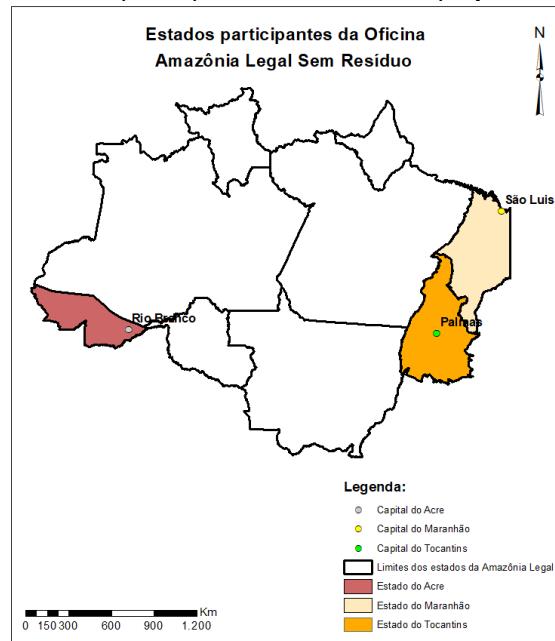 Estados participantes da Oficina
Amazônia Legal Sem Resíduo
N
São Luis
Rio Branco
Palmas
Legenda:
Capital do Acre
Capital do Maranhão
Capital do Tocantins
Limites dos estados da Amazônia Legal
Estado do Acre
Estado do Maranhão
Estado do Tocantins
Km
0 150 300 600 900 1.200